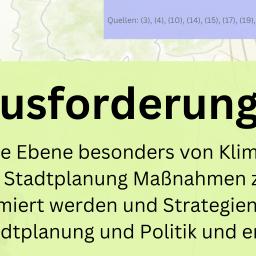 Quellen: (3), (4), (10), (14), (15), (17), (19),
usforderung
e Ebene besonders von Klim
Stadtplanung Maßnahmen z
miert werden und Strategien
dtplanung und Politik und er